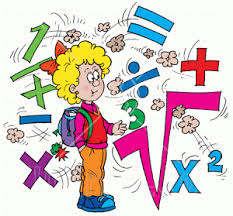 1 =
+ ÷ +
- 3 √
× x²